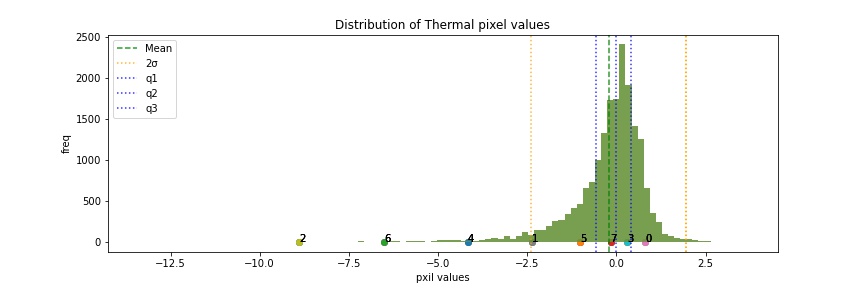 Distribution of Thermal pixel values
Mean
2σ
q1
q2
q3
freq
2500
2000
1500
1000
500
0
2 6 4 1 5 7 3 0
−12.5 −10.0 −7.5 −5.0 −2.5 0.0 2.5
pxil values